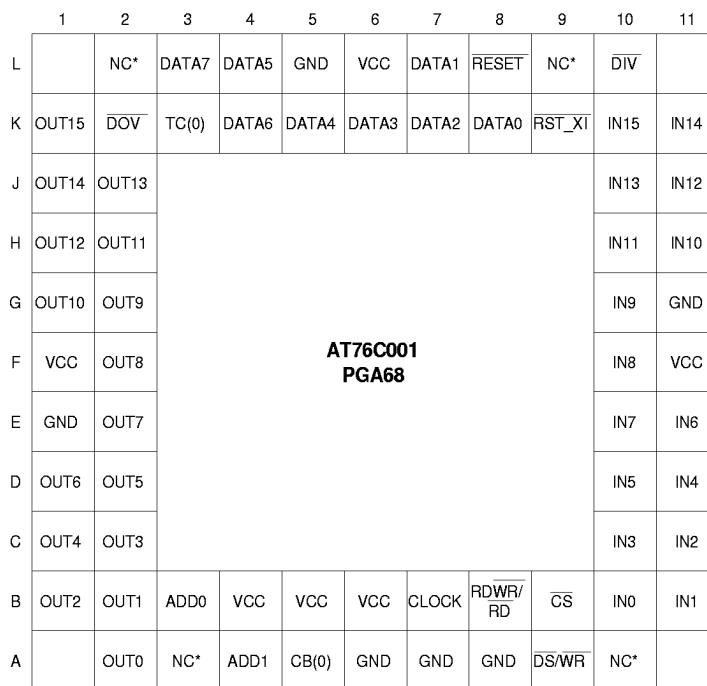 1 2 3 4 5 6 7 8 9 10 11
L NC* DATA7 DATA5 GND VCC DATA1 RESET NC* DIV
K OUT15 DOV TC(0) DATA6 DATA4 DATA3 DATA2 DATA0 RST_XI IN15 IN14
J OUT14 OUT13 IN13 IN12
H OUT12 OUT11 IN11 IN10
G OUT10 OUT9 IN9 GND
F VCC OUT8 AT76C001 IN8 VCC
PGA68
E GND OUT7 IN7 IN6
D OUT6 OUT5 IN5 IN4
C OUT4 OUT3 IN3 IN2
B OUT2 OUT1 ADD0 VCC VCC VCC CLOCK RDWR/ CS IN0 IN1
RD
A OUT0 NC* ADD1 CB(0) GND GND GND DS/WR NC*